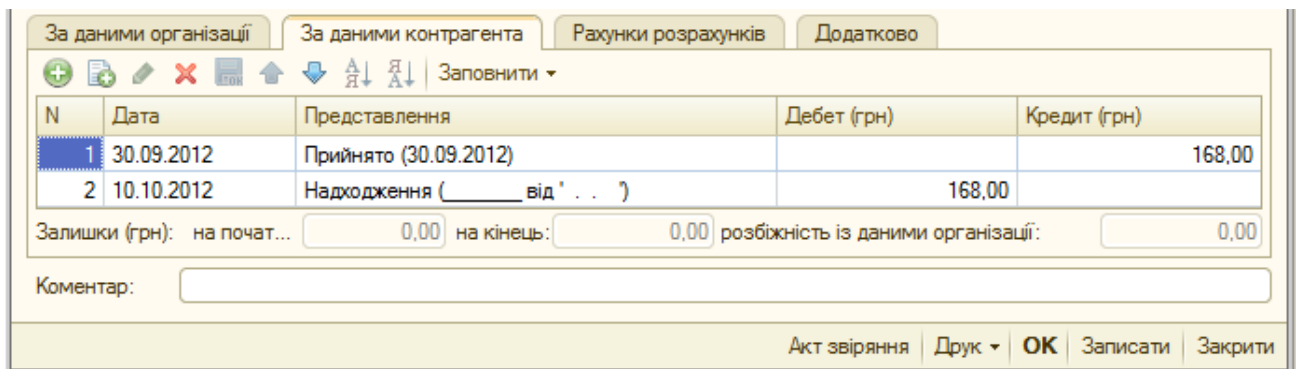 За даними організації За даними контрагента Рахунки розрахунків Додатково
Заповнити
N Дата Представлення Дебет (грн) Кредит (грн)
1 30.09.2012 Прийнято (30.09.2012) 168,00
2 10.10.2012 Надходження (_______ від ' . . ') 168,00
Залишки (грн): на почат... 0,00 на кінець: 0,00 розбіжність із даними організації: 0,00
Коментар:
Акт звіряння Друк OK Записати Закрити